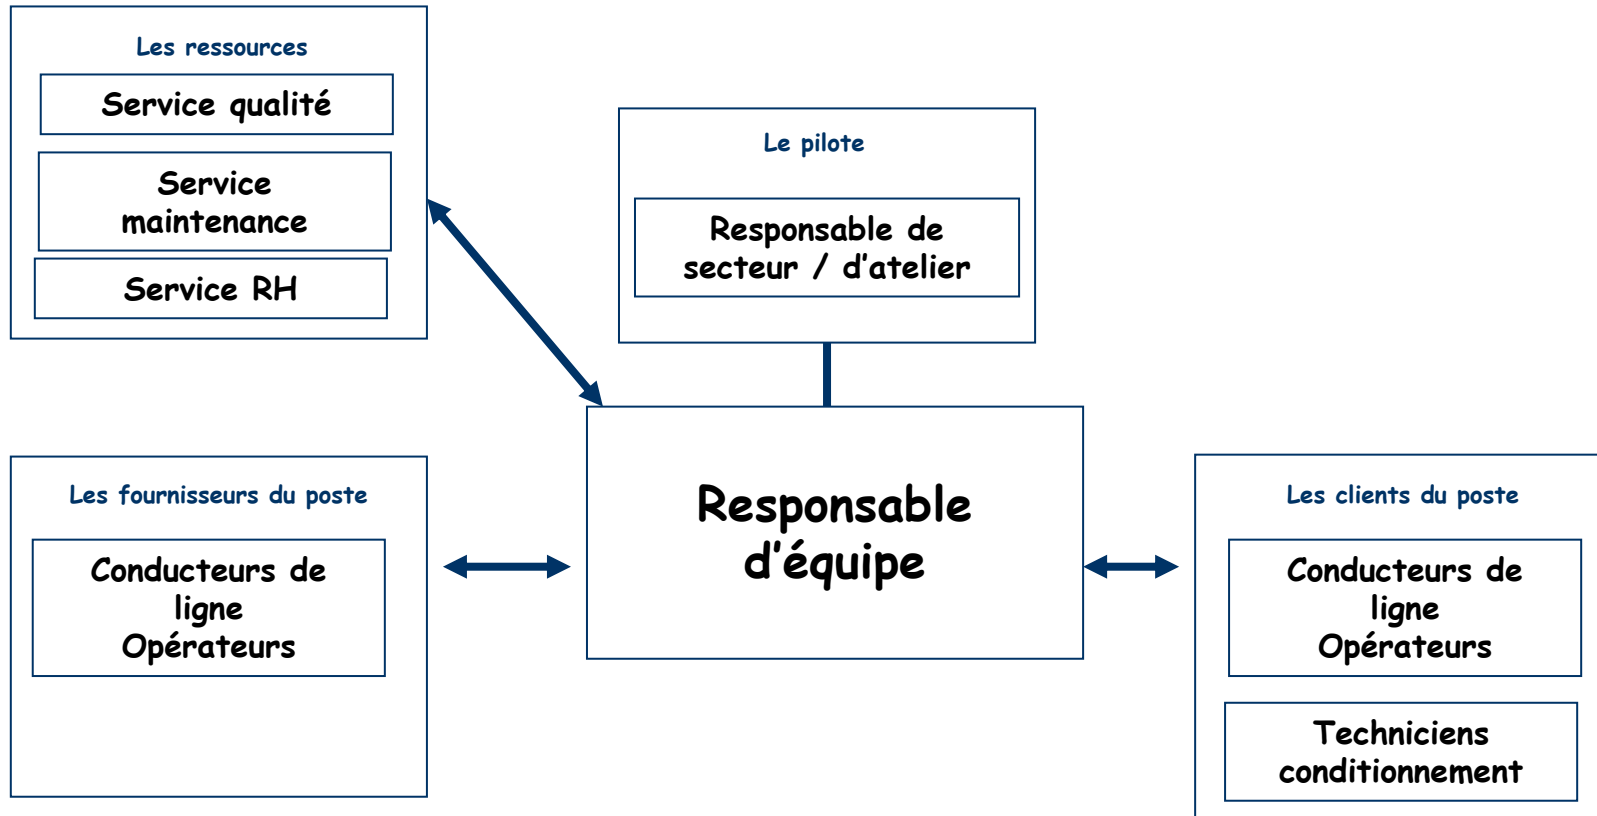 Les ressources
Service qualité
Service
maintenance
Service RH
Le pilote
Responsable de
secteur / d'atelier
Responsable
d'équipe
Les fournisseurs du poste
Conducteurs de
ligne
Opérateurs
Les clients du poste
Conducteurs de
ligne
Opérateurs
Techniciens
conditionnement